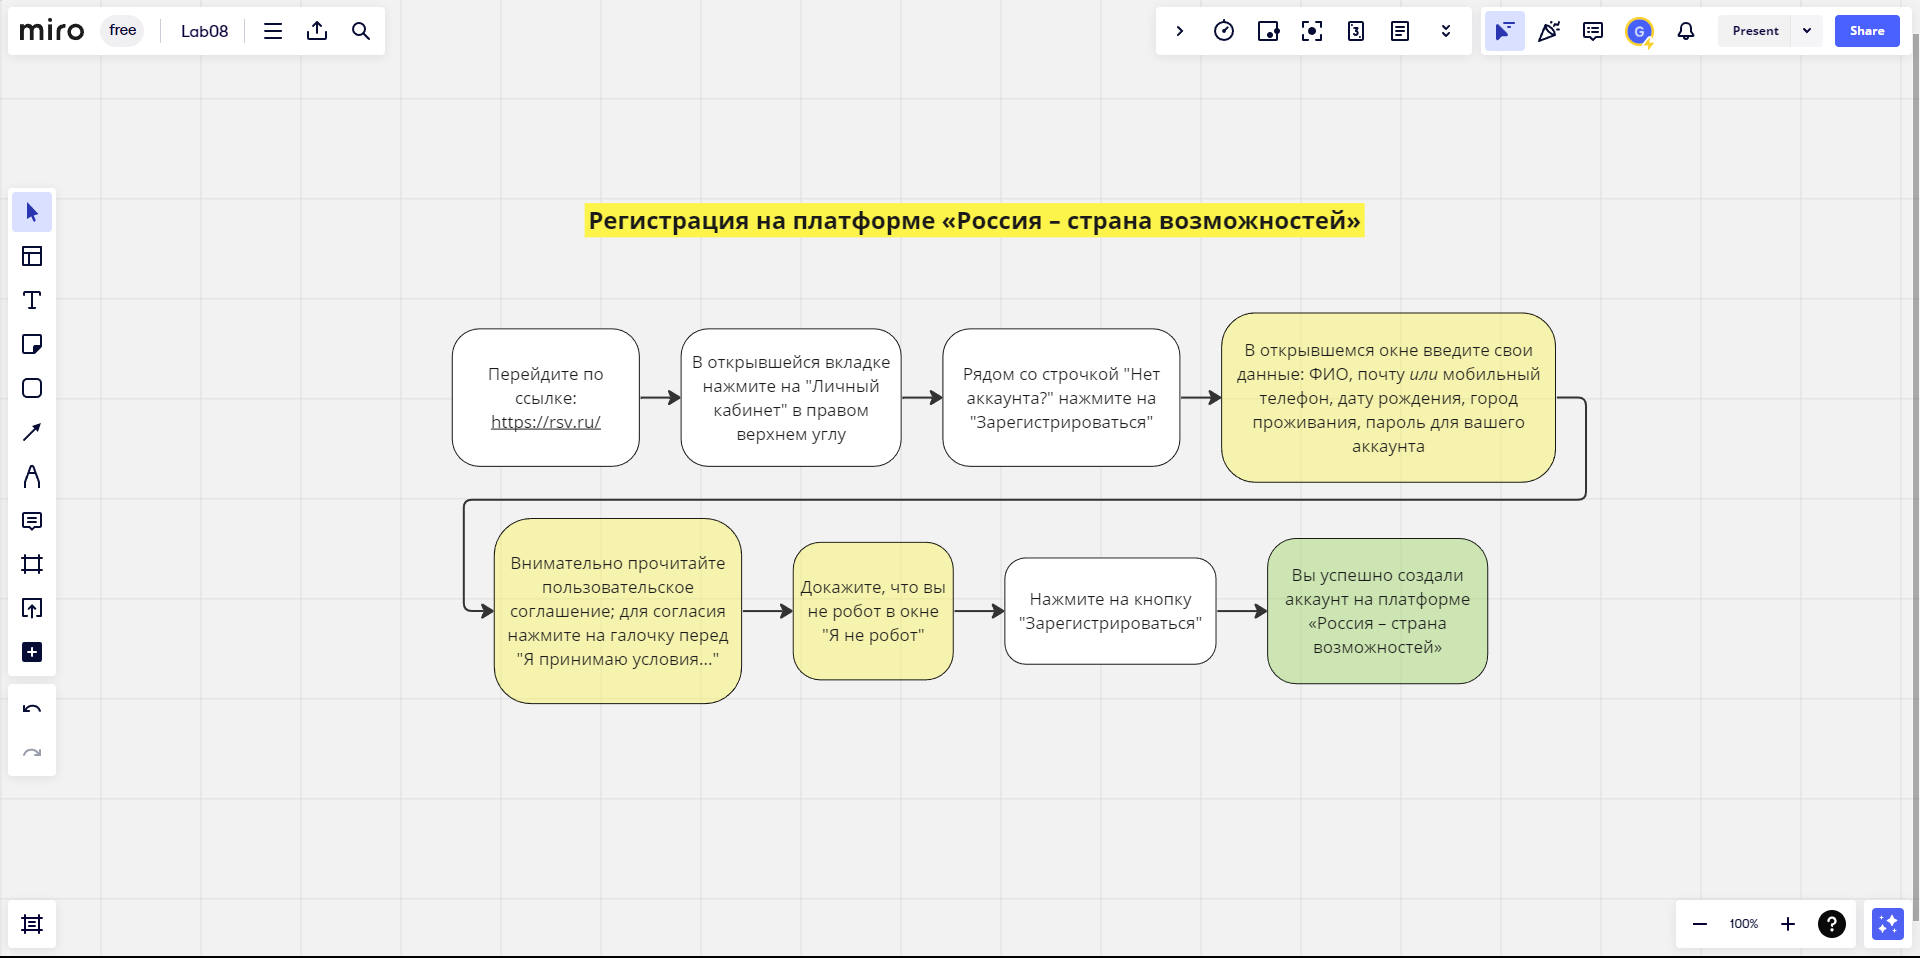 miro free Lab08
Present Share
G
Регистрация на платформе «Россия – страна возможностей»
Перейдите по
ссылке:
https://rsv.ru/
В открывшейся вкладке
нажмите на "Личный
кабинет" в правом
верхнем углу
Рядом со строчкой "Нет
аккаунта?" нажмите на
"Зарегистрироваться"
В открывшемся окне введите свои
данные: ФИО, почту или мобильный
телефон, дату рождения, город
проживания, пароль для вашего
аккаунта
Внимательно прочитайте
пользовательское
соглашение; для согласия
нажмите на галочку перед
"Я принимаю условия..."
Докажите, что вы
не робот в окне
"Я не робот"
Нажмите на кнопку
"Зарегистрироваться"
Вы успешно создали
аккаунт на платформе
«Россия – страна
возможностей»
100%